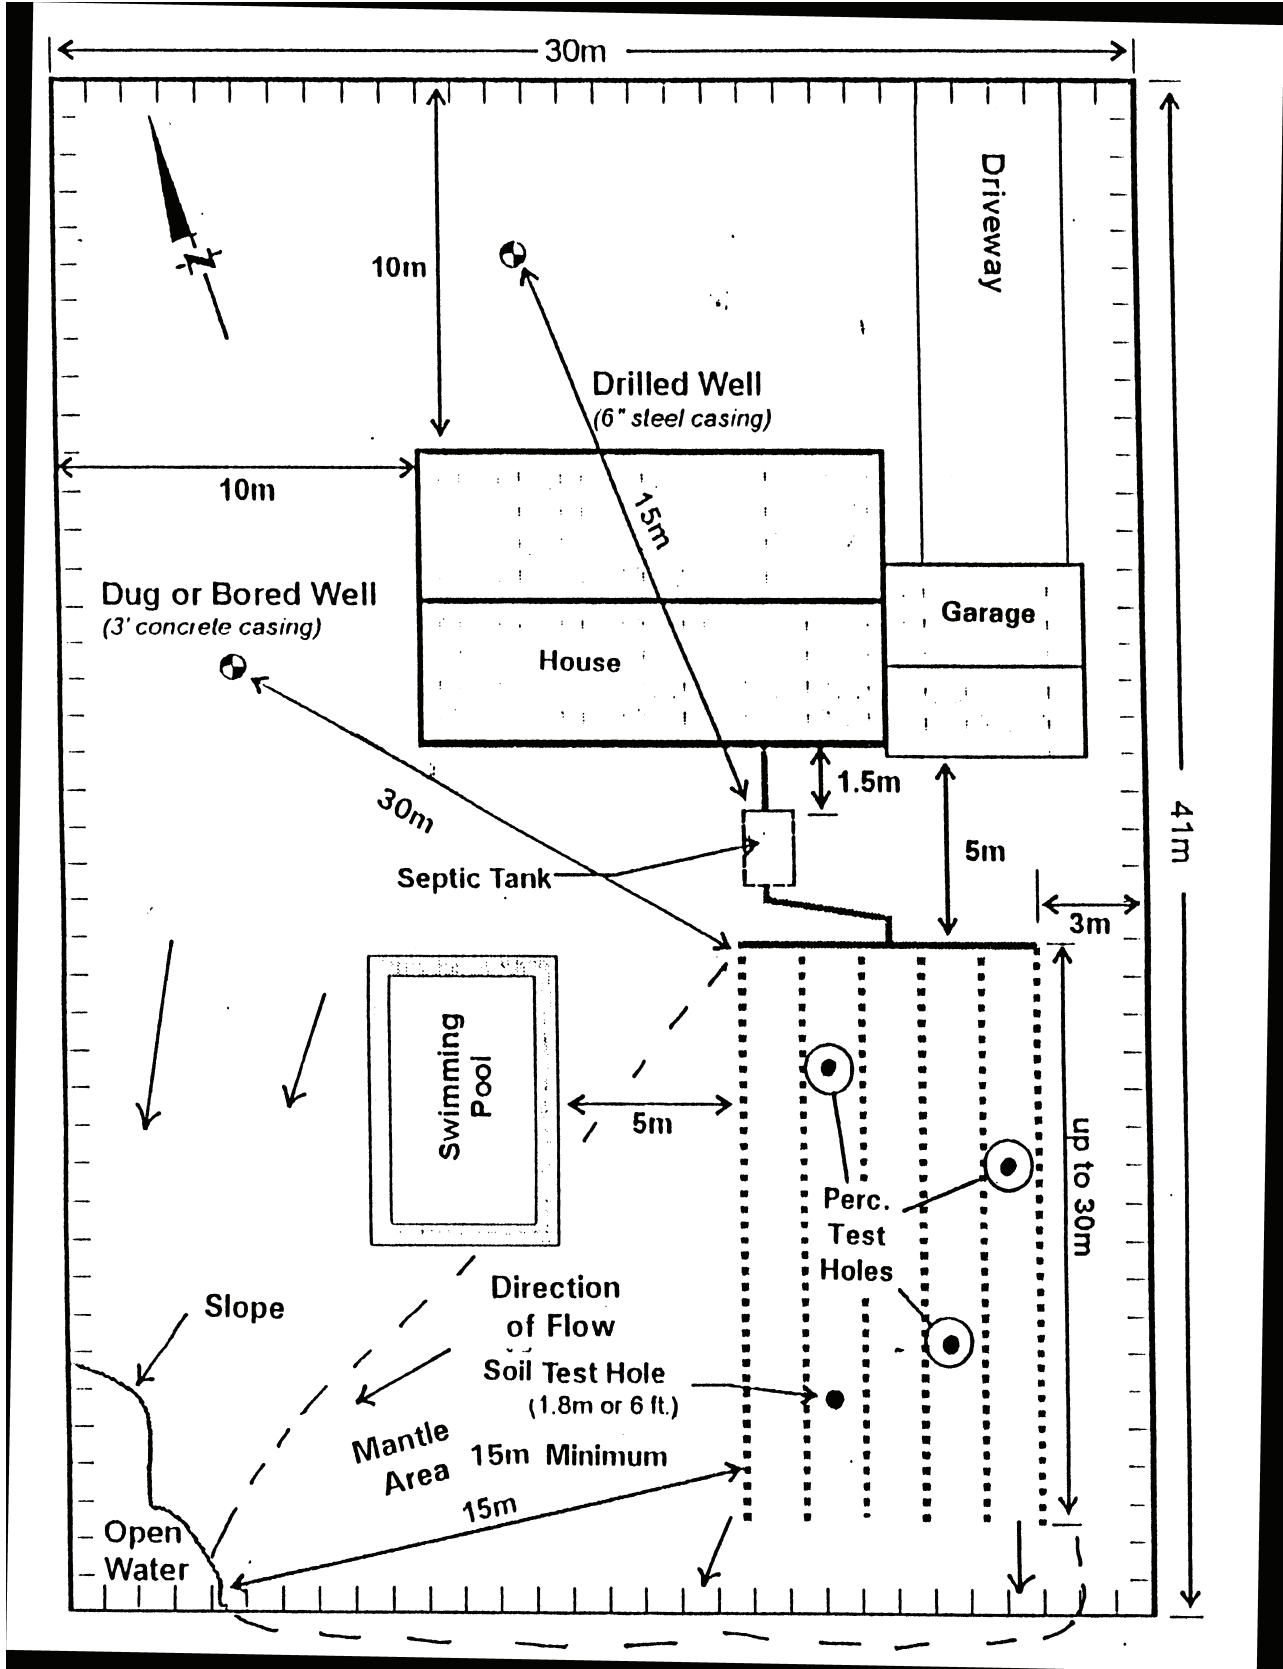 30m
Driveway
N
10m
Drilled Well
(6" steel casing)
10m
15m
Dug or Bored Well
(3' concrete casing)
Garage
House
1.5m
30m
41m
5m
Septic Tank
3m
Swimming
Pool
5m
up to 30m
Perc.
Test
Holes
Direction
of Flow
Slope
Soil Test Hole
(1.8m or 6 ft.)
Mantle
Area
15m Minimum
15m
Open
Water